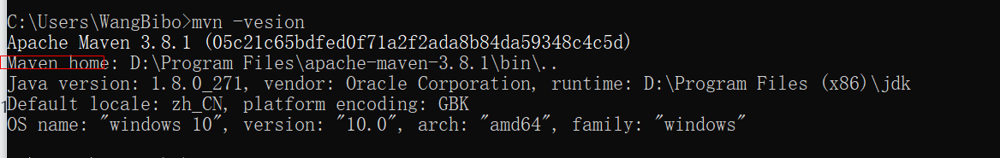 C:\Users\WangBibo>mvn -vesion
Apache Maven 3.8.1 (05c21c65bdfed0f71a2f2ada8b84da59348c4c5d)
Maven home: D:\Program Files\apache-maven-3.8.1\bin\..
Java version: 1.8.0_271, vendor: Oracle Corporation, runtime: D:\Program Files (x86)\jdk
Default locale: zh_CN, platform encoding: GBK
OS name: "windows 10", version: "10.0", arch: "amd64", family: "windows"